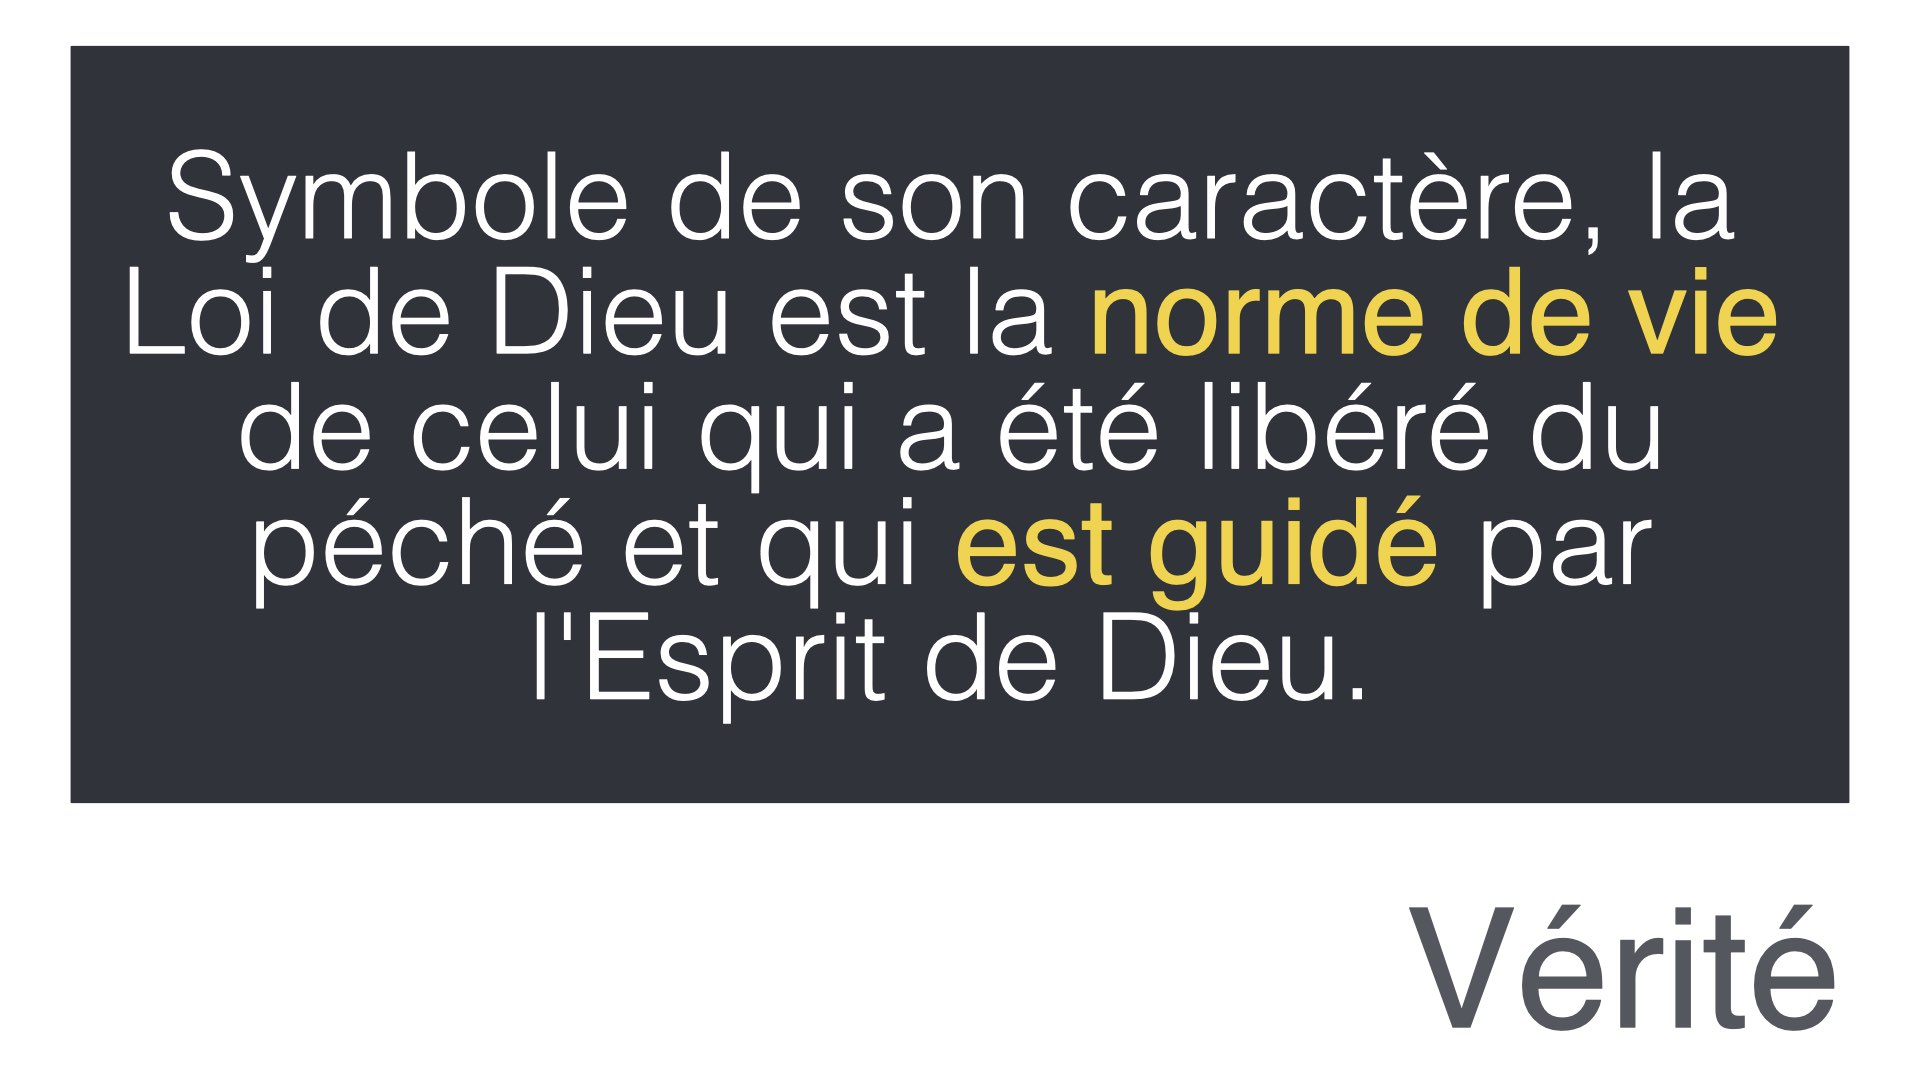 Symbole de son caractère, la
Loi de Dieu est la norme de vie
de celui qui a été libéré du
péché et qui est guidé par
l'Esprit de Dieu.
Vérité